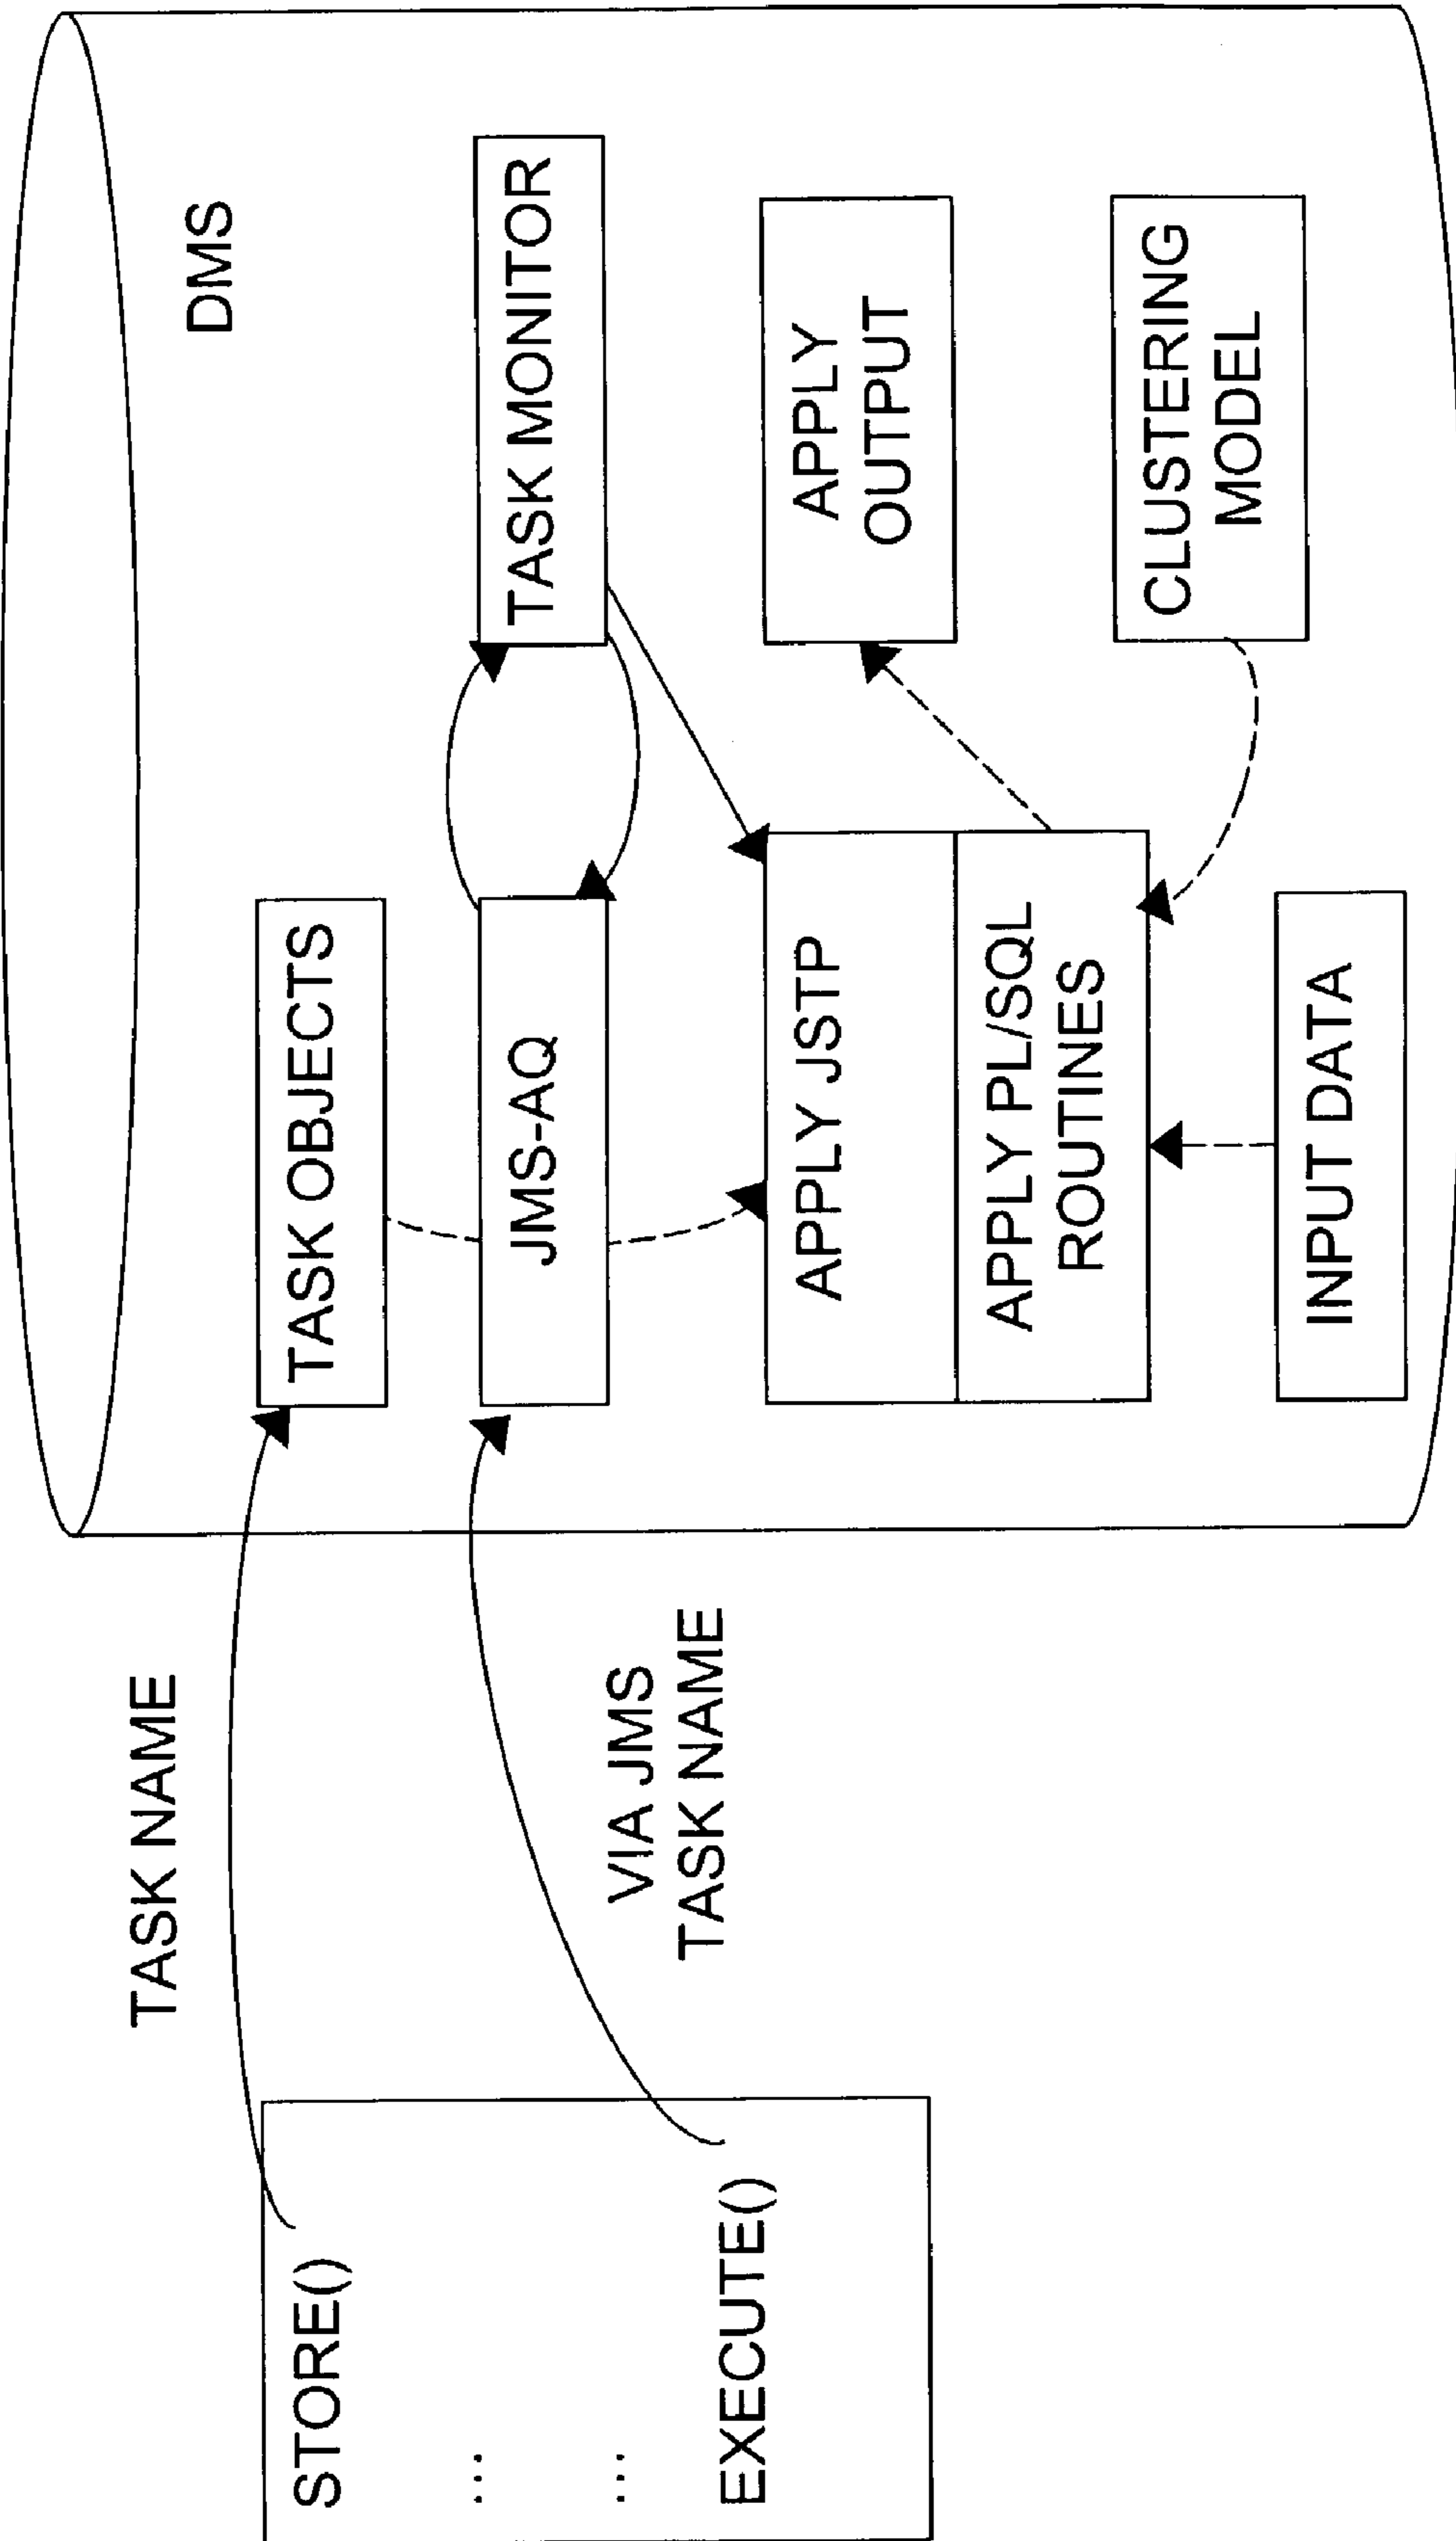 STORE()
...
...
EXECUTE()
TASK NAME
VIA JMS
TASK NAME
DMS
TASK OBJECTS
JMS-AQ
TASK MONITOR
APPLY JSTP
APPLY PL/SQL
ROUTINES
APPLY
OUTPUT
INPUT DATA
CLUSTERING
MODEL